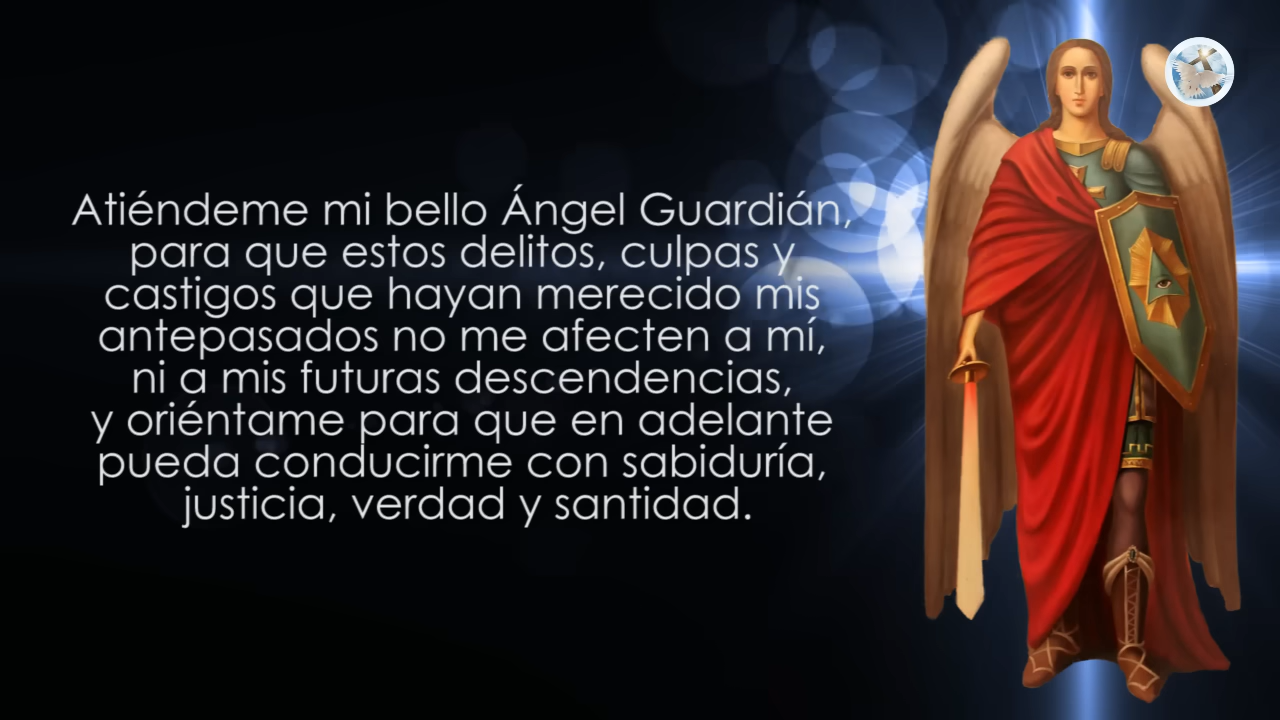 Atiéndeme mi bello Ángel Guardián,
para que estos delitos, culpas y
castigos que hayan merecido mis
antepasados no me afecten a mí,
ni a mis futuras descendencias,
y oriéntame para que en adelante
pueda conducirme con sabiduría,
justicia, verdad y santidad.